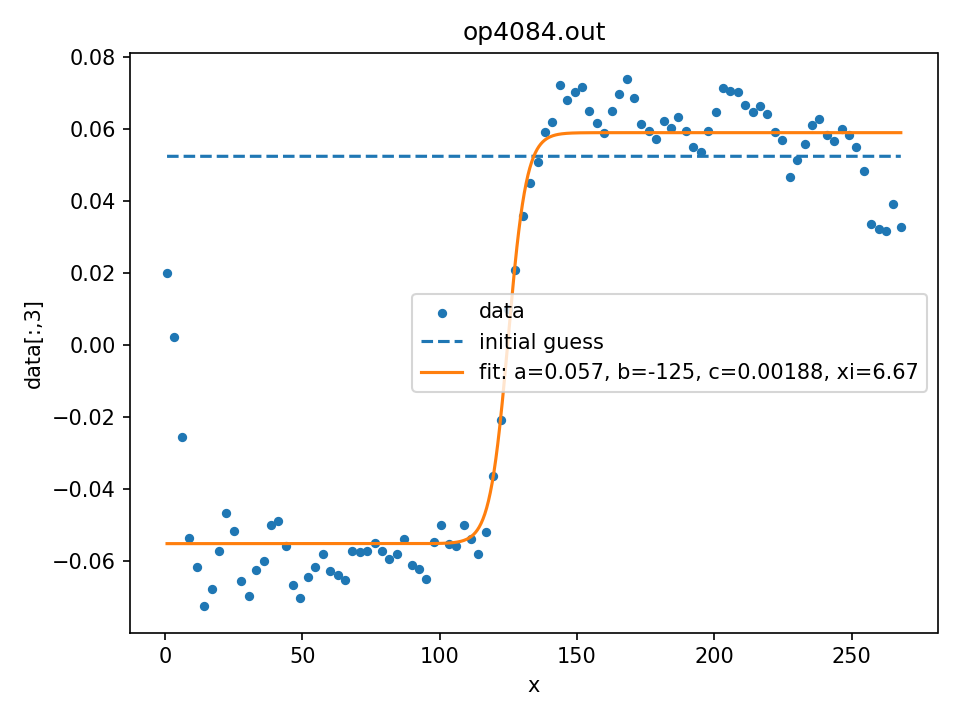 op4084.out
0.08
0.06
0.04
0.02
0.00
−0.02
−0.04
−0.06
data[:,3]
data
initial guess
fit: a=0.057, b=-125, c=0.00188, xi=6.67
0 50 100 150 200 250
x